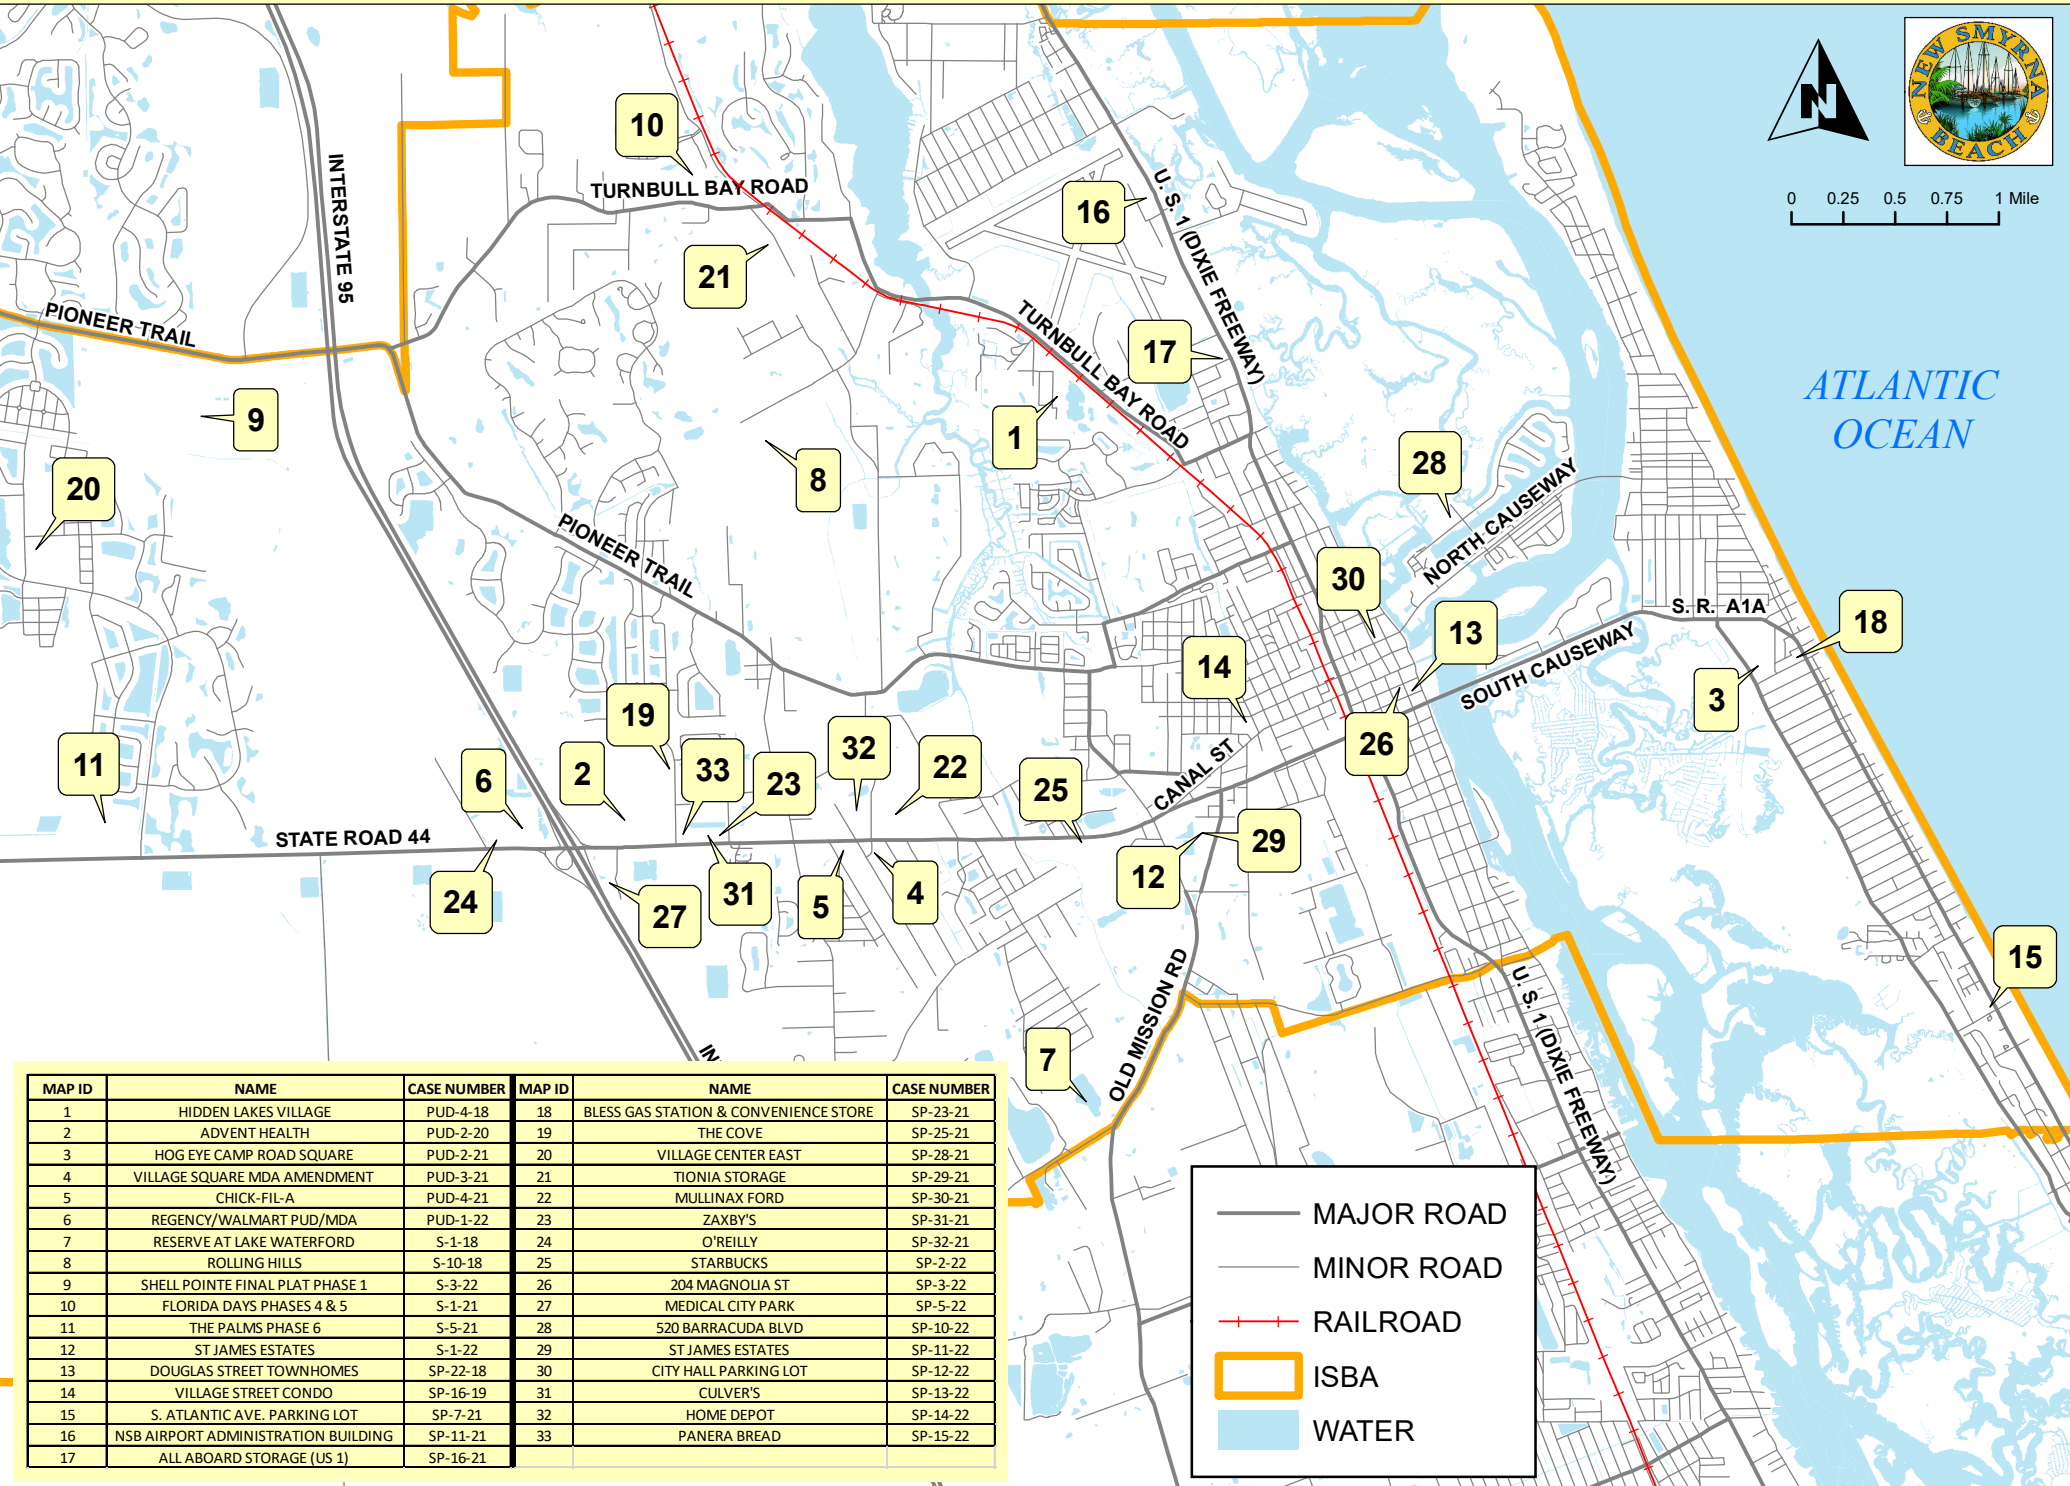 NEW SMYRNA
BEACH
N
0 0.25 0.5 0.75 1 Mile
INTERSTATE 95
10
TURNBULL BAY ROAD
16
U. S. 1 (DIXIE FREEWAY)
21
PIONEER TRAIL
TURNBULL BAY ROAD
17
ATLANTIC
OCEAN
9
1
28
20
8
NORTH CAUSEWAY
PIONEER TRAIL
30
S. R. A1A
13
18
SOUTH CAUSEWAY
14
3
19
26
32
11
6
2
33
23
22
25
CANAL ST
STATE ROAD 44
29
12
24
27
31
5
4
15
OLD MISSION RD
U. S. 1 (DIXIE FREEWAY)
7
IN
MAP ID NAME CASE NUMBER MAP ID NAME CASE NUMBER
1 HIDDEN LAKES VILLAGE PUD-4-18 18 BLESS GAS STATION & CONVENIENCE STORE SP-23-21
2 ADVENT HEALTH PUD-2-20 19 THE COVE SP-25-21
3 HOG EYE CAMP ROAD SQUARE PUD-2-21 20 VILLAGE CENTER EAST SP-28-21
4 VILLAGE SQUARE MDA AMENDMENT PUD-3-21 21 TIONIA STORAGE SP-29-21
5 CHICK-FIL-A PUD-4-21 22 MULLINAX FORD SP-30-21
6 REGENCY/WALMART PUD/MDA PUD-1-22 23 ZAXBY'S SP-31-21
7 RESERVE AT LAKE WATERFORD S-1-18 24 O'REILLY SP-32-21
8 ROLLING HILLS S-10-18 25 STARBUCKS SP-2-22
9 SHELL POINTE FINAL PLAT PHASE 1 S-3-22 26 204 MAGNOLIA ST SP-3-22
10 FLORIDA DAYS PHASES 4 & 5 S-1-21 27 MEDICAL CITY PARK SP-5-22
11 THE PALMS PHASE 6 S-5-21 28 520 BARRACUDA BLVD SP-10-22
12 ST JAMES ESTATES S-1-22 29 ST JAMES ESTATES SP-11-22
13 DOUGLAS STREET TOWNHOMES SP-22-18 30 CITY HALL PARKING LOT SP-12-22
14 VILLAGE STREET CONDO SP-16-19 31 CULVER'S SP-13-22
15 S. ATLANTIC AVE. PARKING LOT SP-7-21 32 HOME DEPOT SP-14-22
16 NSB AIRPORT ADMINISTRATION BUILDING SP-11-21 33 PANERA BREAD SP-15-22
17 ALL ABOARD STORAGE (US 1) SP-16-21
MAJOR ROAD
MINOR ROAD
RAILROAD
ISBA
WATER